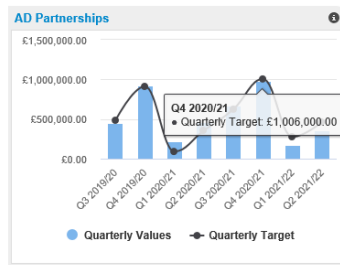 AD Partnerships
£1,500,000.00
£1,000,000.00
£500,000.00
£0.00
Q4 2020/21
● Quarterly Target: £1,006,000.00
Q3 2019/20
Q4 2019/20
Q1 2020/21
Q2 2020/21
Q3 2020/21
Q4 2020/21
Q1 2021/22
Q2 2021/22
Quarterly Values
Quarterly Target